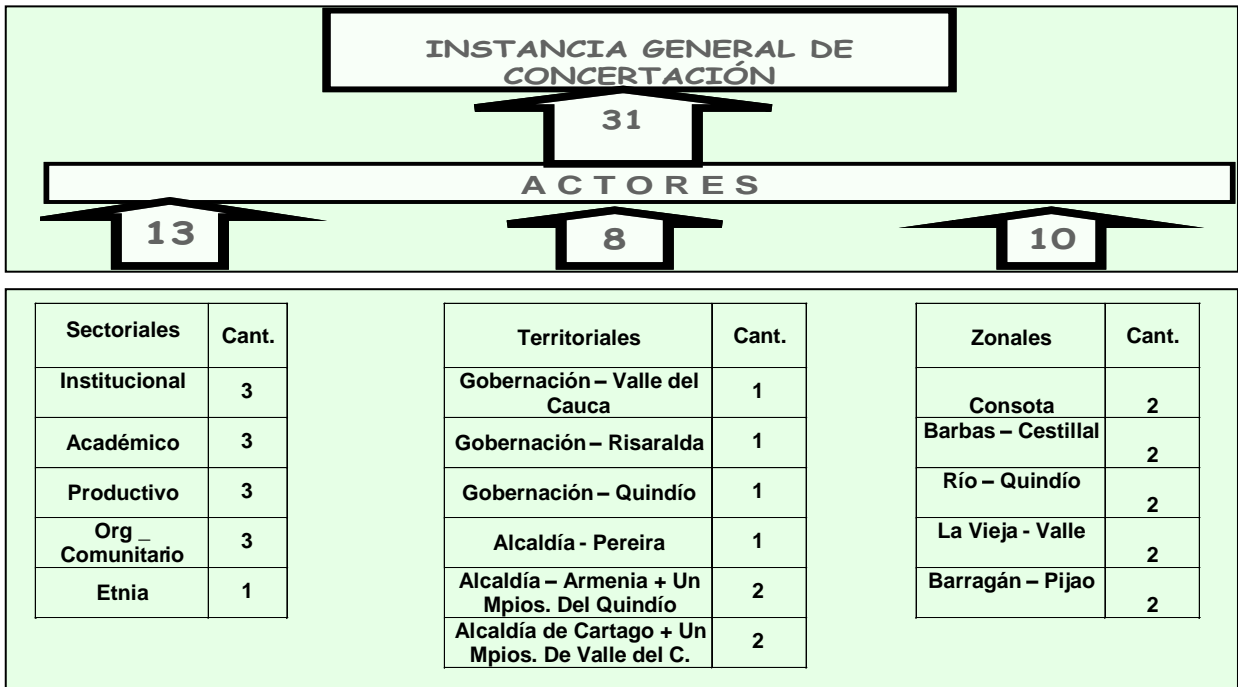 INSTANCIA GENERAL DE
CONCERTACIÓN
31
A C T O R E S
13
8
10
Sectoriales
Cant.
Institucional
3
Académico
3
Productivo
3
Org _
Comunitario
3
Etnia
1
Territoriales
Cant.
Gobernación – Valle del
Cauca
1
Gobernación – Risaralda
1
Gobernación – Quindío
1
Alcaldía - Pereira
1
Alcaldía – Armenia + Un
Mpios. Del Quindío
2
Alcaldía de Cartago + Un
Mpios. De Valle del C.
2
Zonales
Cant.
Consota
2
Barbas – Cestillal
2
Río – Quindío
2
La Vieja - Valle
2
Barragán – Pijao
2